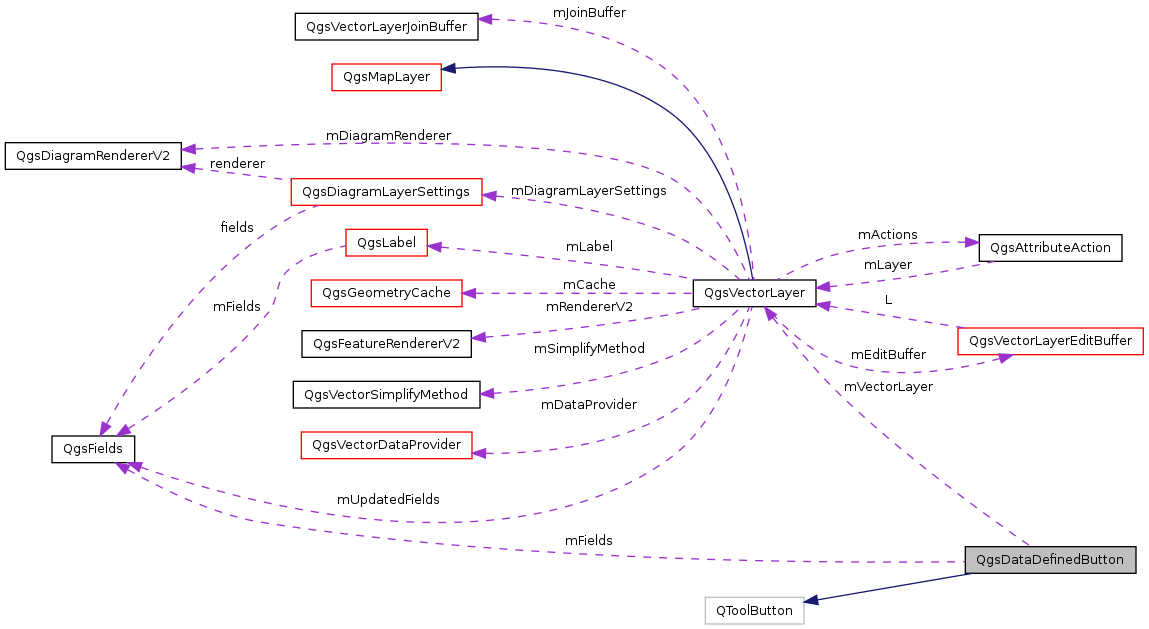 mJoinBuffer
QgsVectorLayerJoinBuffer
QgsMapLayer
mDiagramRenderer
QgsDiagramRendererV2
renderer
QgsDiagramLayerSettings
mDiagramLayerSettings
fields
mActions
QgsLabel
mLabel
QgsAttributeAction
mLayer
mCache
QgsGeometryCache
QgsVectorLayer
L
mFields
mRendererV2
QgsFeatureRendererV2
QgsVectorLayerEditBuffer
mSimplifyMethod
mEditBuffer
mVectorLayer
QgsVectorSimplifyMethod
mDataProvider
QgsVectorDataProvider
QgsFields
mUpdatedFields
mFields
QgsDataDefinedButton
QToolButton